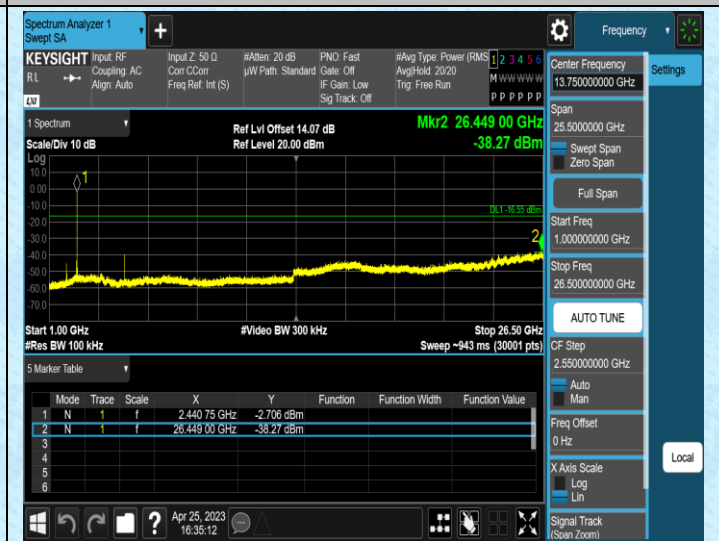 Spectrum Analyzer 1
Swept SA
+
Frequency
KEYSIGHT
RL
LXI
Input: RF
Coupling: AC
Align: Auto
Input Z: 50 Ω
Corr CCorr
Freq Ref: Int (S)
#Atten: 20 dB
µW Path: Standard
PNO: Fast
Gate: Off
IF Gain: Low
Sig Track: Off
#Avg Type: Power (RMS
Avg|Hold: 20/20
Trig: Free Run
1 2 3 4 5 6
M W W W W W
P P P P P P
Center Frequency
13.750000000 GHz
Settings
Span
25.5000000 GHz
Swept Span
Zero Span
Full Span
Start Freq
1.000000000 GHz
Stop Freq
26.500000000 GHz
AUTO TUNE
CF Step
2.550000000 GHz
Auto
Man
Freq Offset
0 Hz
X Axis Scale
Log
Lin
Signal Track
(Span Zoom)
Local
1 Spectrum
Scale/Div 10 dB
Ref Lvl Offset 14.07 dB
Ref Level 20.00 dBm
Mkr2 26.449 00 GHz
-38.27 dBm
Log
10.0
0.00
-10.0
-20.0
-30.0
-40.0
-50.0
-60.0
-70.0
1
DL1 -16.55 dBm
2
Start 1.00 GHz
#Video BW 300 kHz
Stop 26.50 GHz
#Res BW 100 kHz
Sweep ~943 ms (30001 pts)
5 Marker Table
Mode Trace Scale X Y Function Function Width Function Value
1 N 1 f 2.440 75 GHz -2.706 dBm
2 N 1 f 26.449 00 GHz -38.27 dBm
3
4
5
6
?
Apr 25, 2023
16:35:12